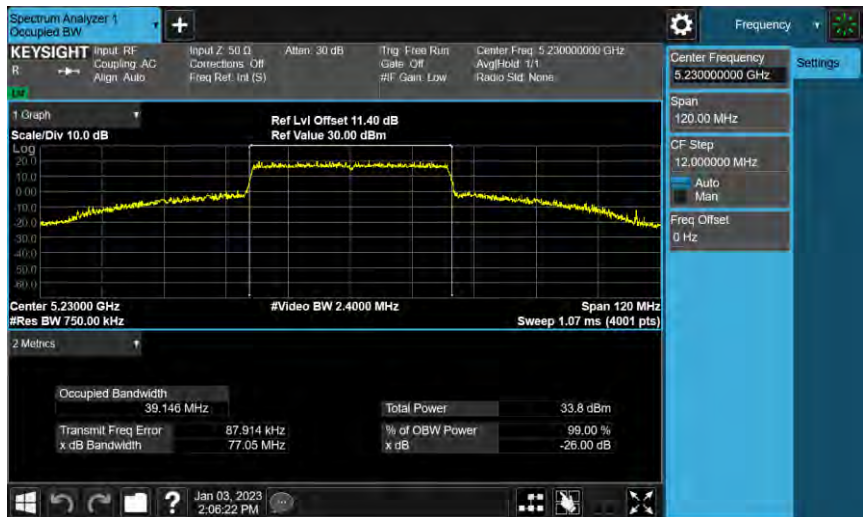 Spectrum Analyzer 1
Occupied BW
+
Frequency
KEYSIGHT
R
Input: RF
Coupling: AC
Align: Auto
Input Z: 50 Ω
Corrections: Off
Freq Ref: Int (S)
Atten: 30 dB
Trig: Free Run
Gate: Off
#IF Gain: Low
Center Freq: 5.230000000 GHz
Avg|Hold: 1/1
Radio Std: None
Center Frequency
5.230000000 GHz
Settings
Span
120.00 MHz
CF Step
12.000000 MHz
Auto
Man
Freq Offset
0 Hz
1 Graph
Scale/Div 10.0 dB
Ref Lvl Offset 11.40 dB
Ref Value 30.00 dBm
Log
20.0
10.0
0.00
-10.0
-20.0
-30.0
-40.0
-50.0
-60.0
Center 5.23000 GHz
#Video BW 2.4000 MHz
Span 120 MHz
#Res BW 750.00 kHz
Sweep 1.07 ms (4001 pts)
2 Metrics
Occupied Bandwidth
39.146 MHz
Total Power 33.8 dBm
Transmit Freq Error 87.914 kHz
% of OBW Power 99.00 %
x dB Bandwidth 77.05 MHz
x dB -26.00 dB
?
Jan 03, 2023
2:06:22 PM